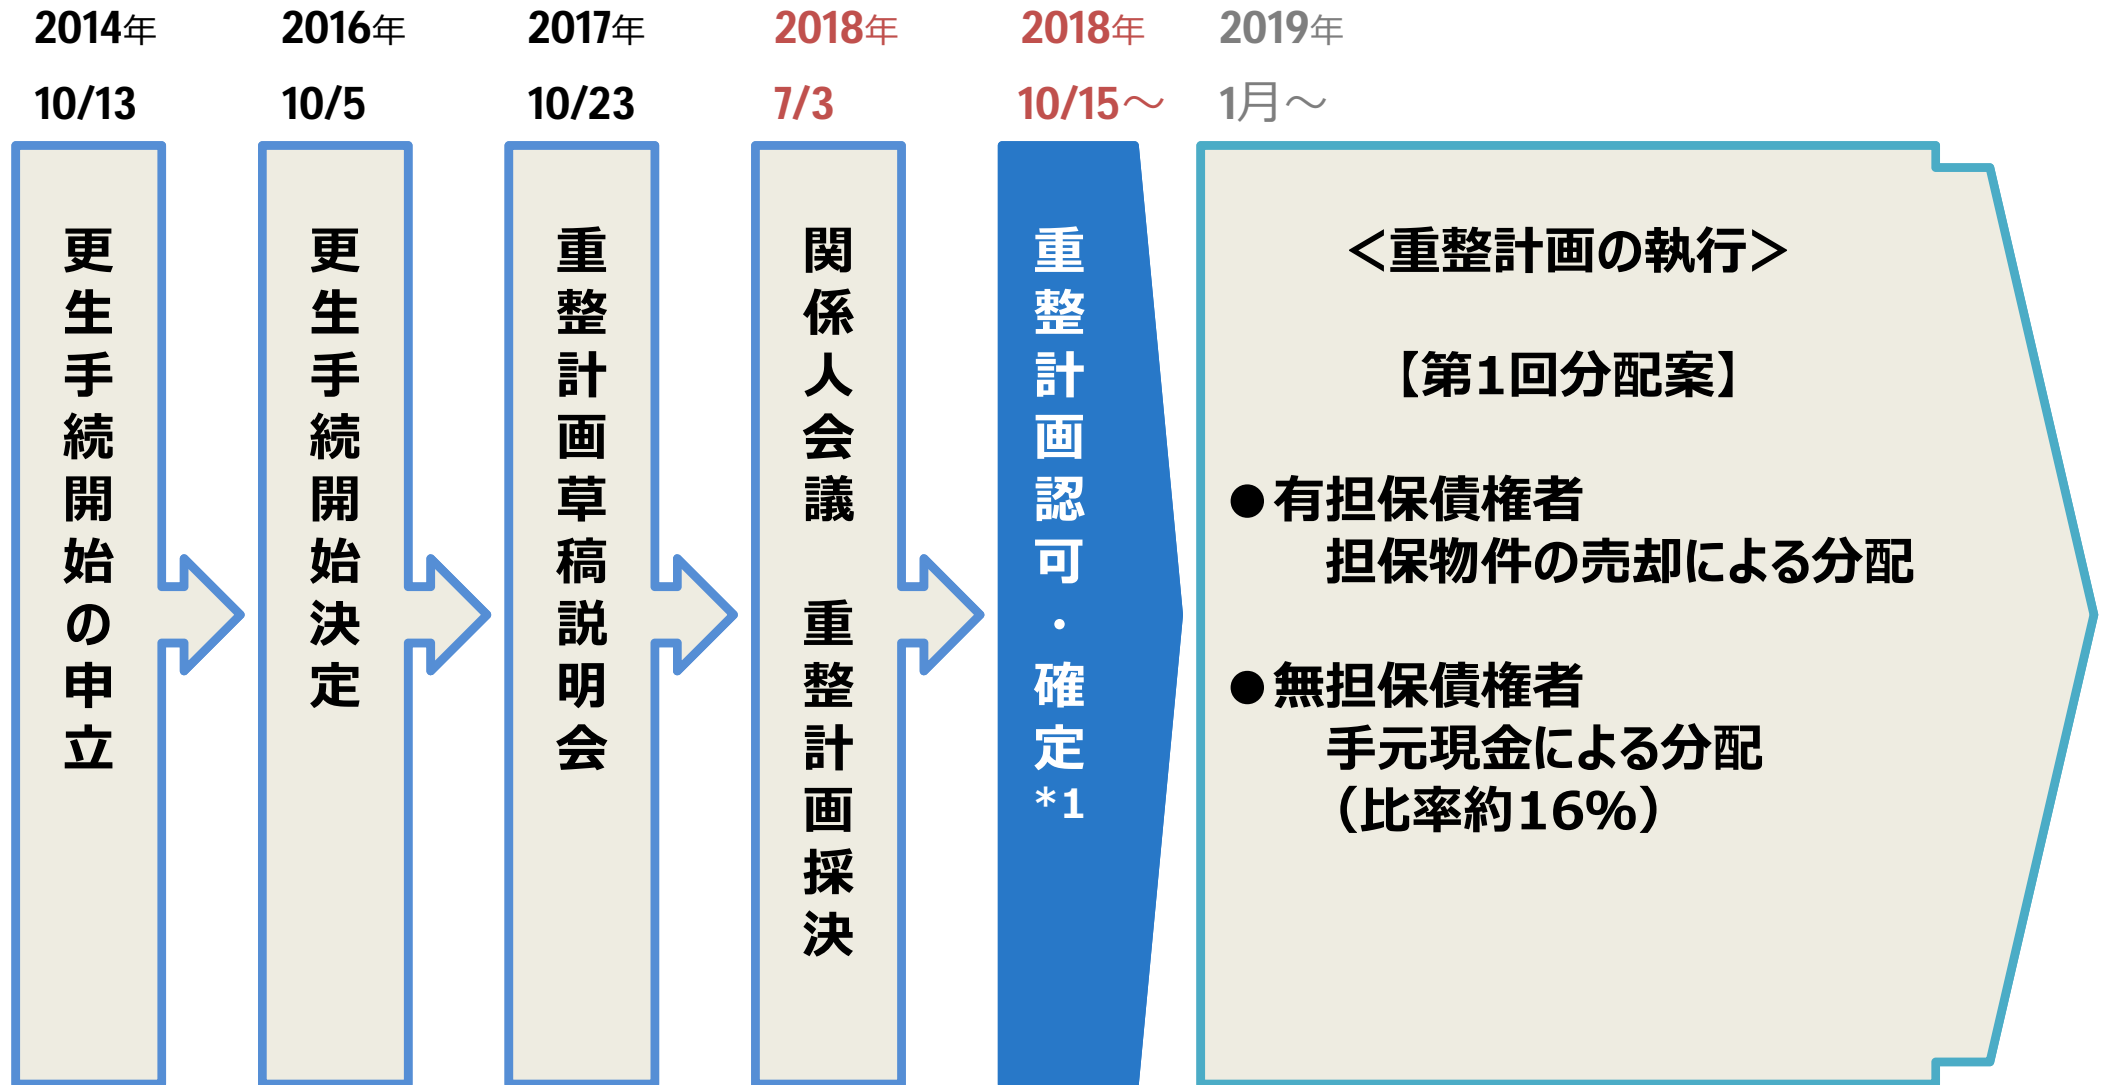 2014年
10/13
更生手続開始の申立
2016年
10/5
更生手続開始決定
2017年
10/23
重整計画草稿説明会
2018年
7/3
関係人会議　重整計画採決
2018年
10/15～
重整計画認可・確定*1
2019年
1月～
＜重整計画の執行＞
【第1回分配案】
●有担保債権者
担保物件の売却による分配
●無担保債権者
手元現金による分配
（比率約16%）